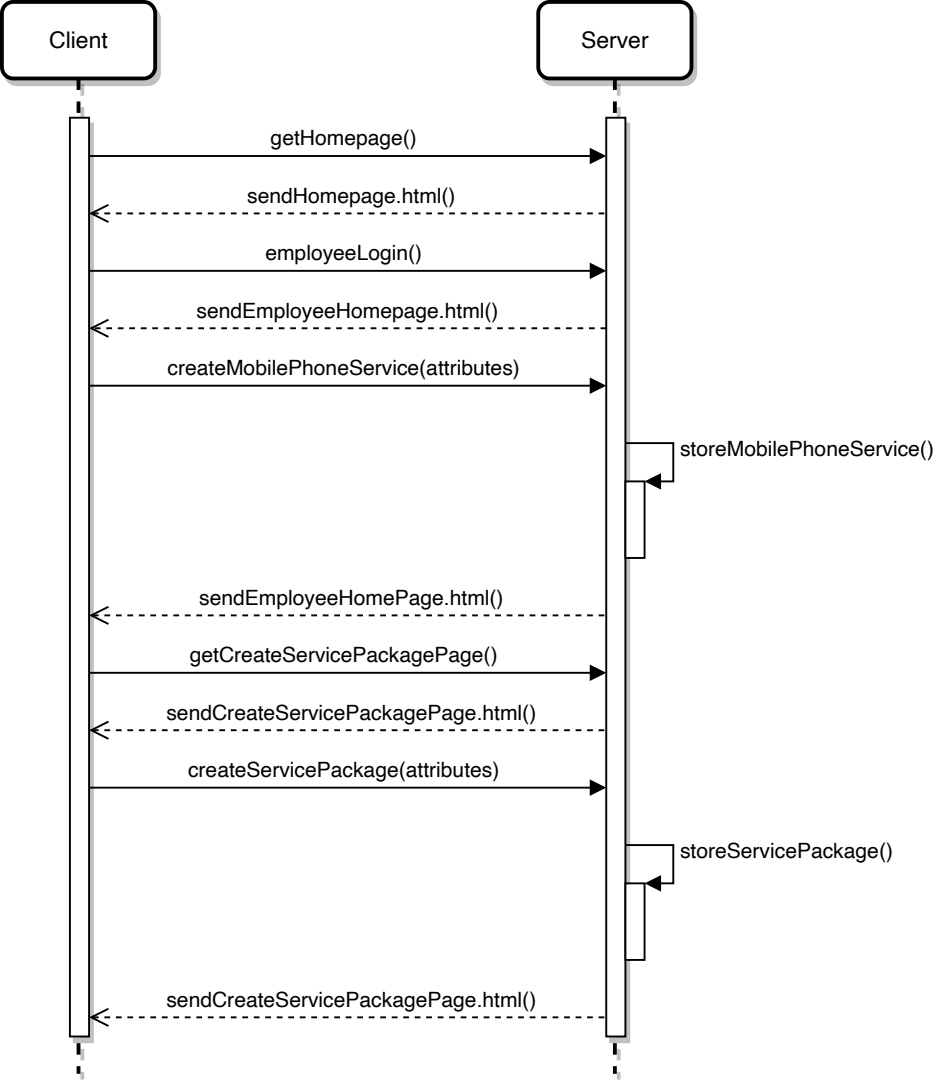 Client
Server
getHomepage()
sendHomepage.html()
employeeLogin()
sendEmployeeHomepage.html()
createMobilePhoneService(attributes)
storeMobilePhoneService()
sendEmployeeHomePage.html()
getCreateServicePackagePage()
sendCreateServicePackagePage.html()
createServicePackage(attributes)
storeServicePackage()
sendCreateServicePackagePage.html()